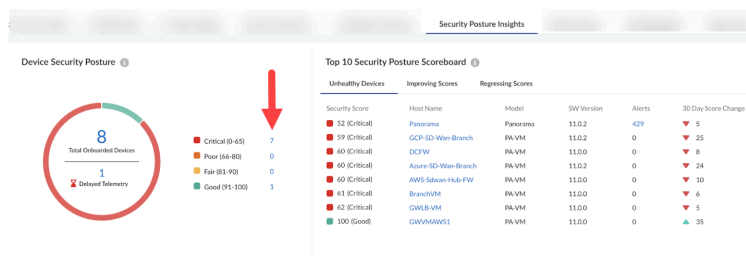 Security Posture Insights
Device Security Posture
8
Total Onboarded Devices
1
Delayed Telemetry
Critical (0-65) 7
Poor (66-80) 0
Fair (81-90) 0
Good (91-100) 1
Top 10 Security Posture Scoreboard
Unhealthy Devices Improving Scores Regressing Scores
Security Score Host Name Model SW Version Alerts 30 Day Score Change
52 (Critical) Panorama Panorama 11.0.2 429 5
59 (Critical) GCP-SD-Wan-Branch PA-VM 11.0.2 0 25
60 (Critical) DCFW PA-VM 11.0.0 0 8
60 (Critical) Azure-SD-Wan-Branch PA-VM 11.0.2 0 24
60 (Critical) AWS-Sdwan-Hub-FW PA-VM 11.0.0 0 10
61 (Critical) BranchVM PA-VM 11.0.0 0 6
62 (Critical) GWLB-VM PA-VM 11.0.0 0 5
100 (Good) GWVMAWS1 PA-VM 11.0.0 0 35